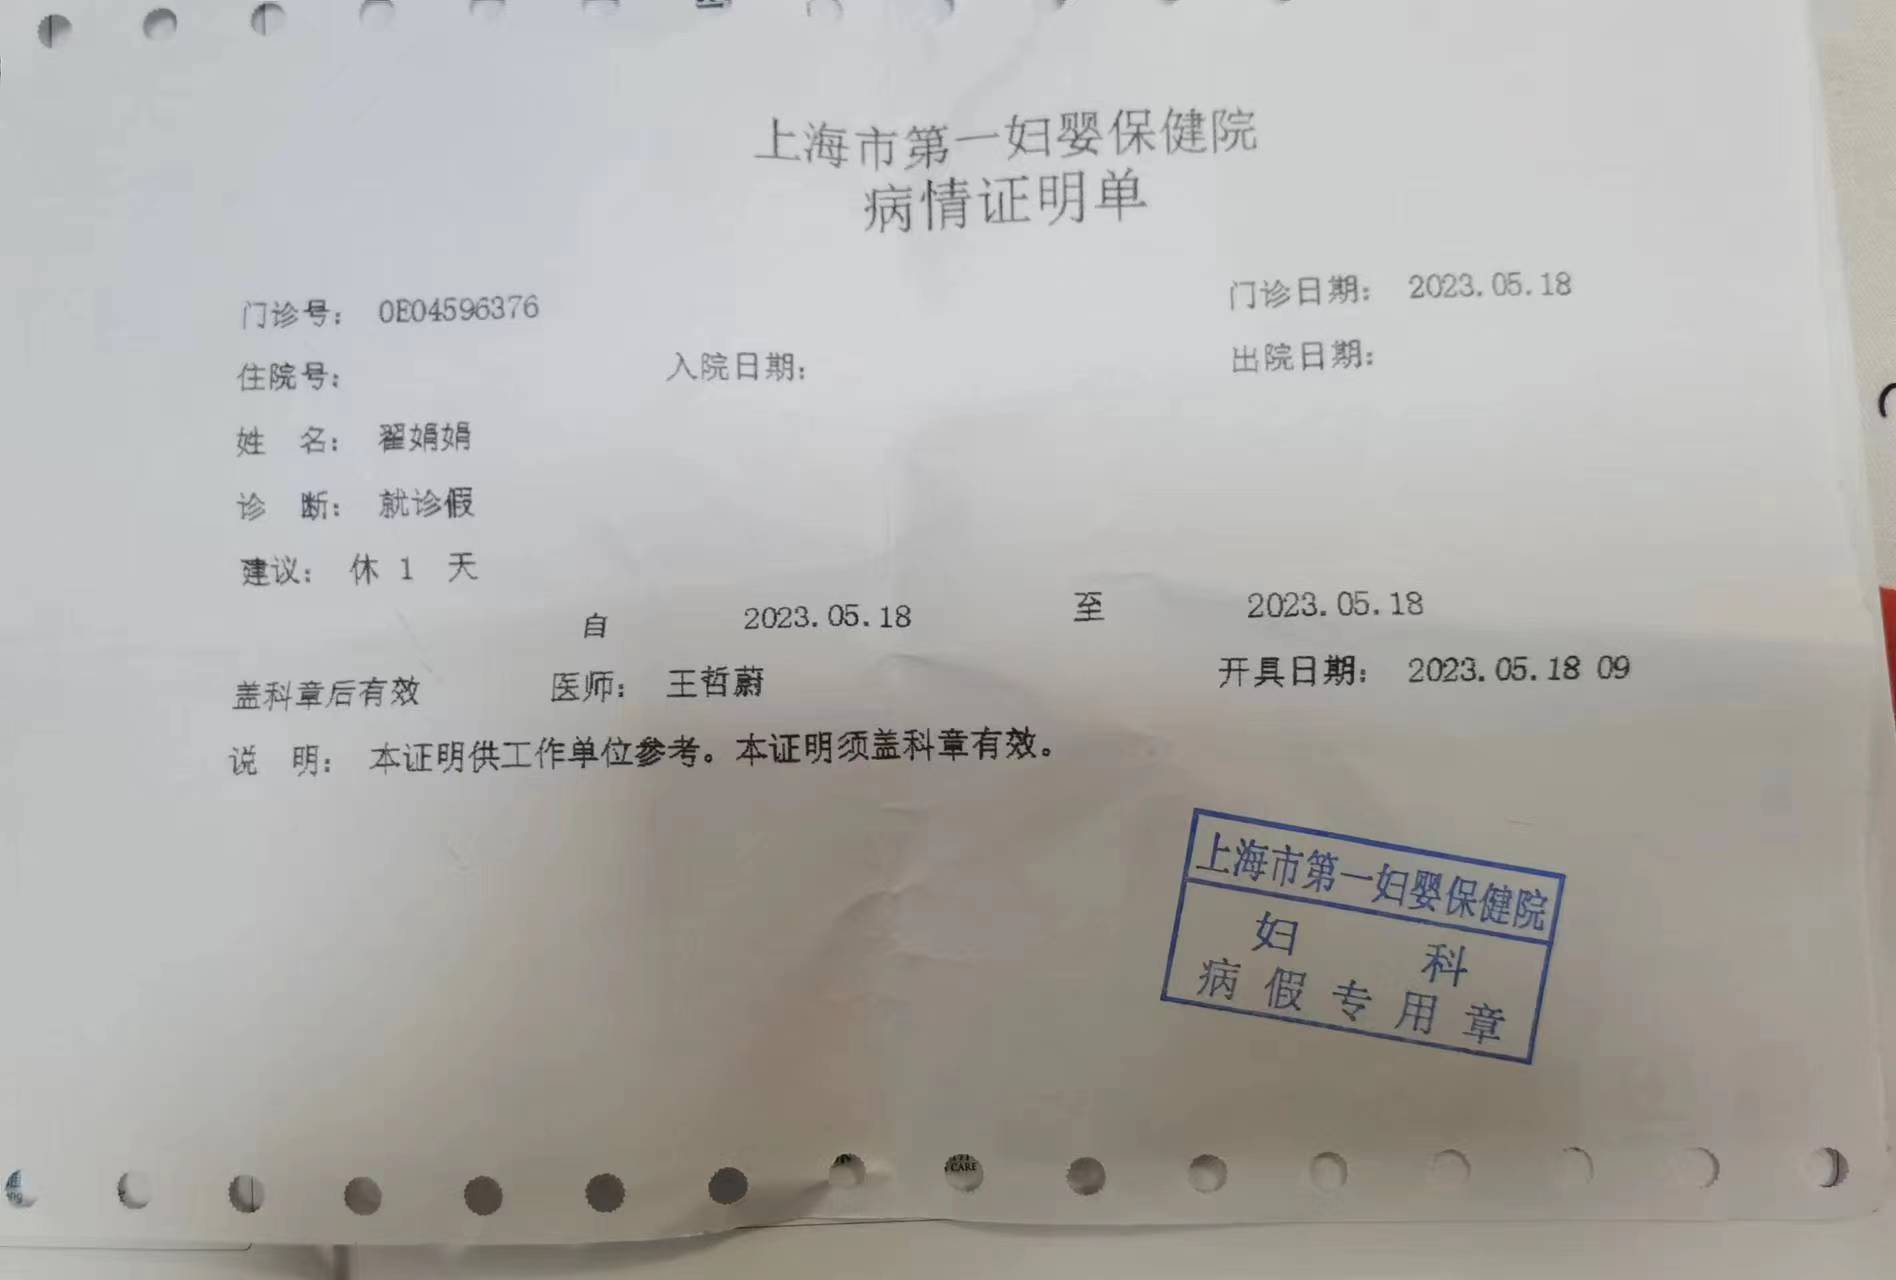 上海市第一妇婴保健院
病情证明单
门诊号： 0E04596376 门诊日期： 2023.05.18
住院号： 入院日期： 出院日期：
姓 名： 翟娟娟
诊 断： 就诊假
建议： 休 1 天
自 2023.05.18 至 2023.05.18
盖科章后有效 医师： 王哲蔚 开具日期： 2023.05.18 09
说 明： 本证明供工作单位参考。本证明须盖科章有效。
上海市第一妇婴保健院
妇 科
病假专用章
CARE